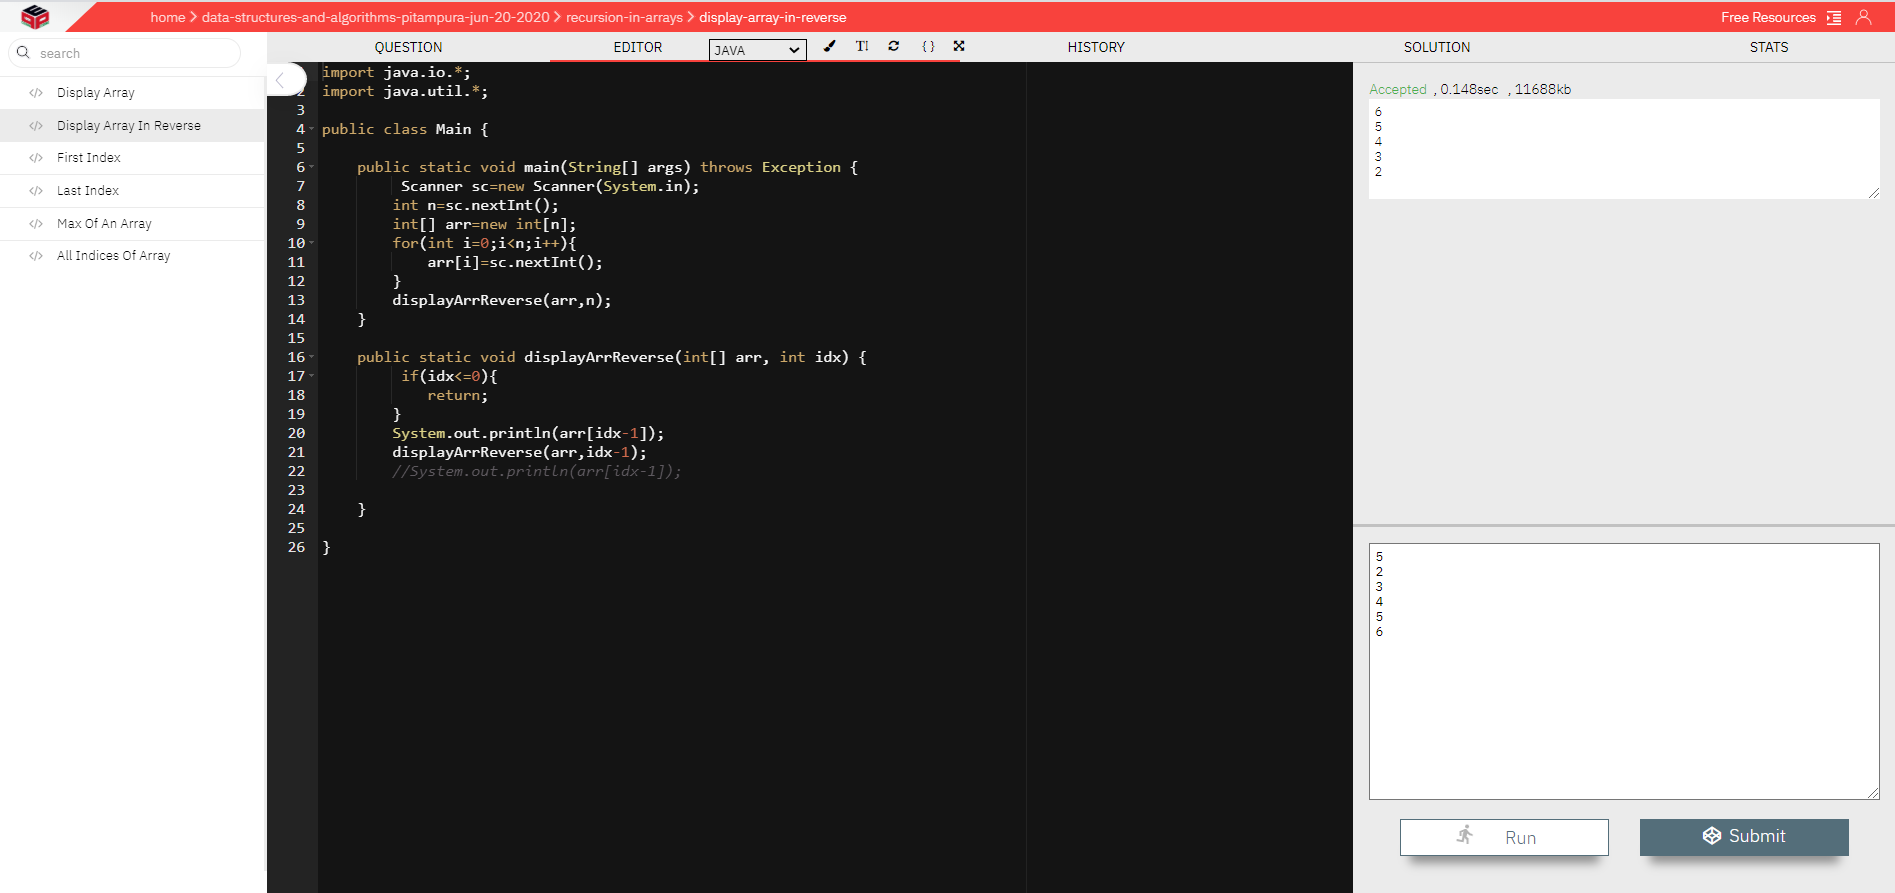 home > data-structures-and-algorithms-pitampura-jun-20-2020 > recursion-in-arrays > display-array-in-reverse
Free Resources
search
Display Array
Display Array In Reverse
First Index
Last Index
Max Of An Array
All Indices Of Array
QUESTION
EDITOR
JAVA
TI
{ }
HISTORY
SOLUTION
STATS
import java.io.*;
2 import java.util.*;
3
4 public class Main {
5
6     public static void main(String[] args) throws Exception {
7          Scanner sc=new Scanner(System.in);
8         int n=sc.nextInt();
9         int[] arr=new int[n];
10         for(int i=0;i<n;i++){
11             arr[i]=sc.nextInt();
12         }
13         displayArrReverse(arr,n);
14     }
15
16     public static void displayArrReverse(int[] arr, int idx) {
17          if(idx<=0){
18             return;
19         }
20         System.out.println(arr[idx-1]);
21         displayArrReverse(arr,idx-1);
22         //System.out.println(arr[idx-1]);
23
24     }
25
26 }
Accepted , 0.148sec , 11688kb
6
5
4
3
2
5
2
3
4
5
6
Run
Submit